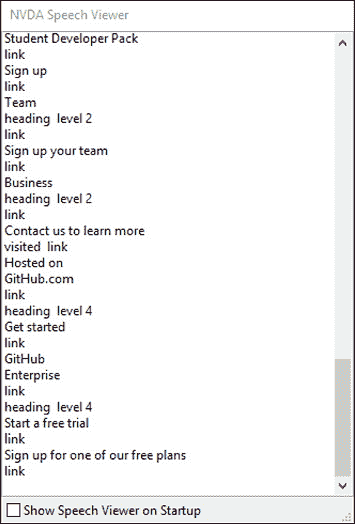 NVDA Speech Viewer
Student Developer Pack
link
Sign up
link
Team
heading  level 2
link
Sign up your team
link
Business
heading  level 2
link
Contact us to learn more
visited  link
Hosted on
GitHub.com
link
heading  level 4
Get started
link
GitHub
Enterprise
link
heading  level 4
Start a free trial
link
Sign up for one of our free plans
link
Show Speech Viewer on Startup